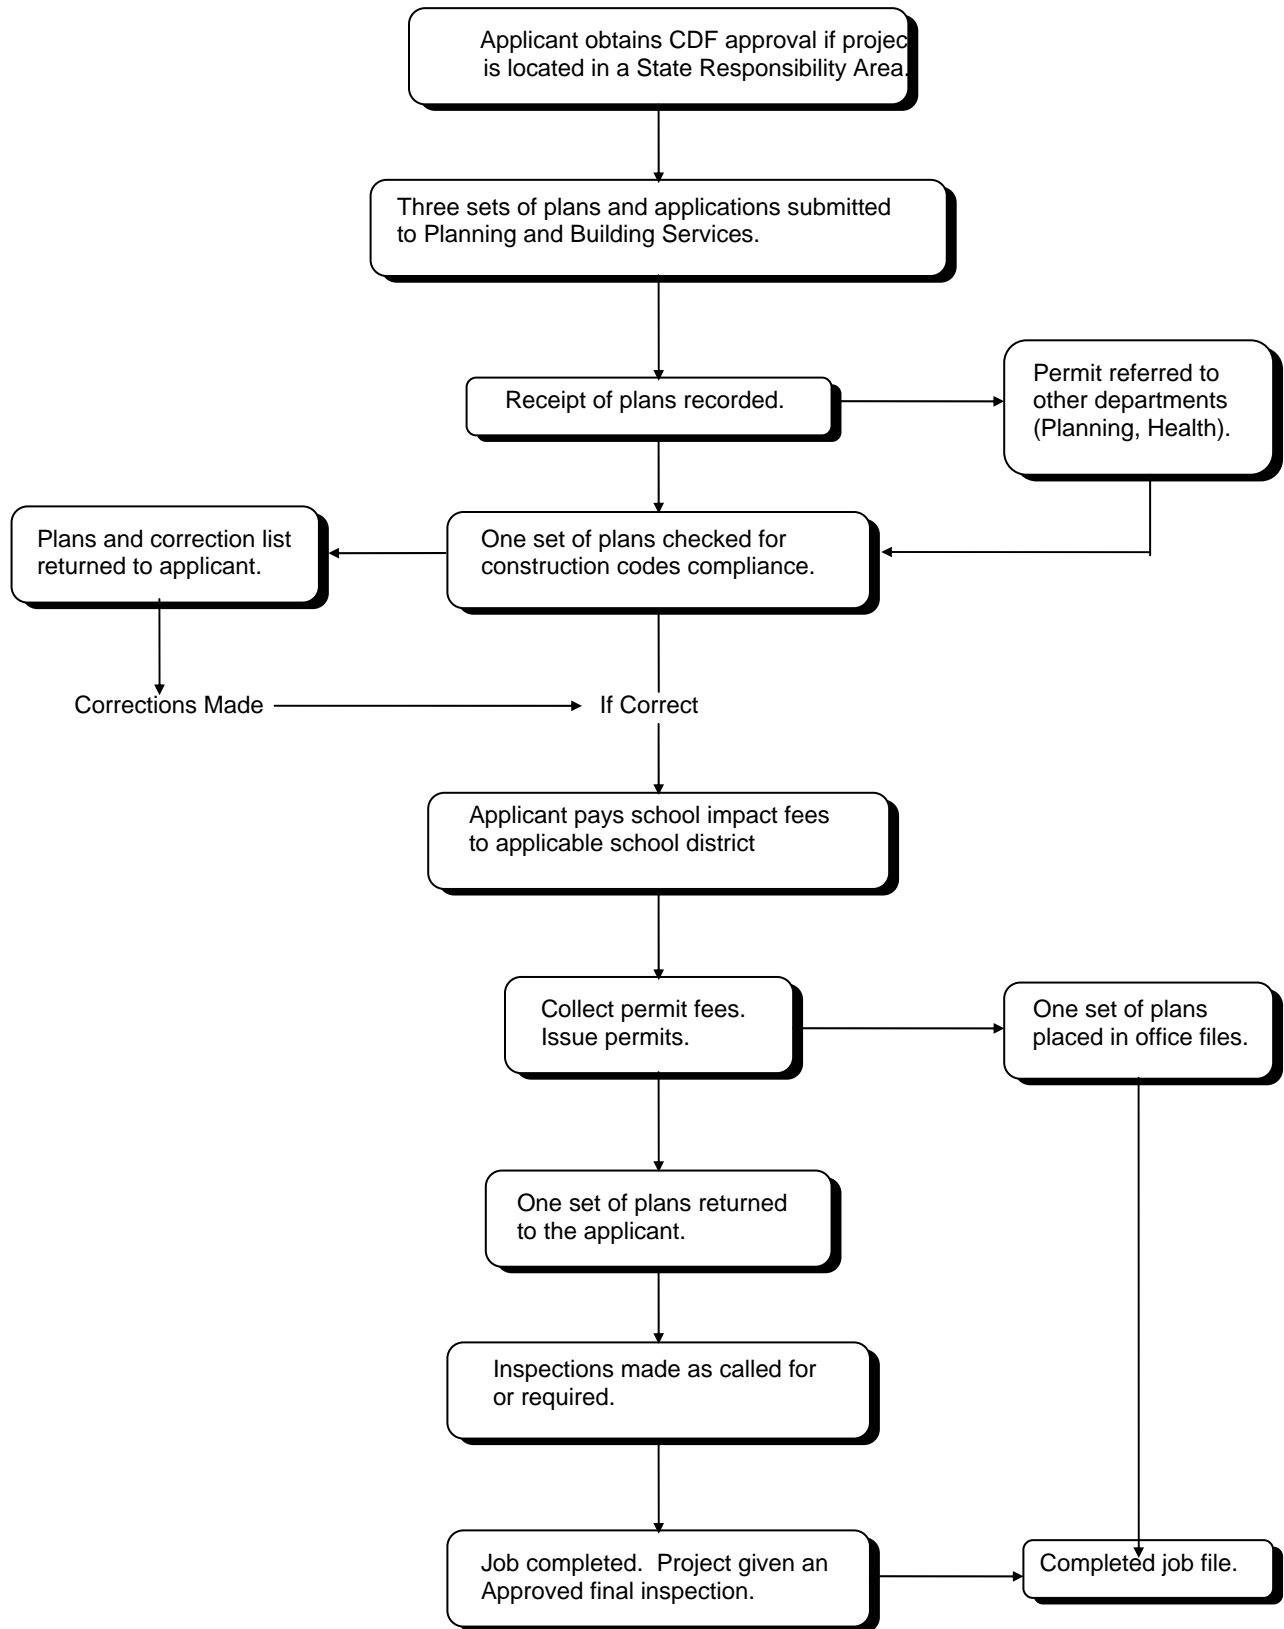 Applicant obtains CDF approval if projec
is located in a State Responsibility Area.
Three sets of plans and applications submitted
to Planning and Building Services.
Receipt of plans recorded.
Permit referred to
other departments
(Planning, Health).
Plans and correction list
returned to applicant.
One set of plans checked for
construction codes compliance.
Corrections Made
If Correct
Applicant pays school impact fees
to applicable school district
Collect permit fees.
Issue permits.
One set of plans
placed in office files.
One set of plans returned
to the applicant.
Inspections made as called for
or required.
Job completed.  Project given an
Approved final inspection.
Completed job file.